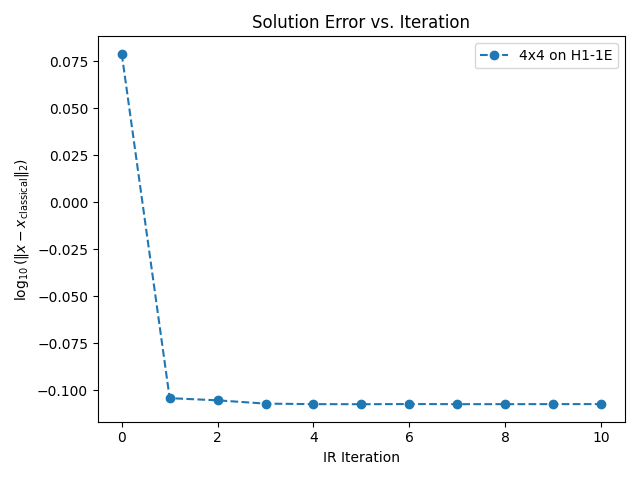 Solution Error vs. Iteration
4x4 on H1-1E
0.075
0.050
0.025
0.000
−0.025
−0.050
−0.075
−0.100
log₁₀(‖x − x_classical‖₂)
0 2 4 6 8 10
IR Iteration